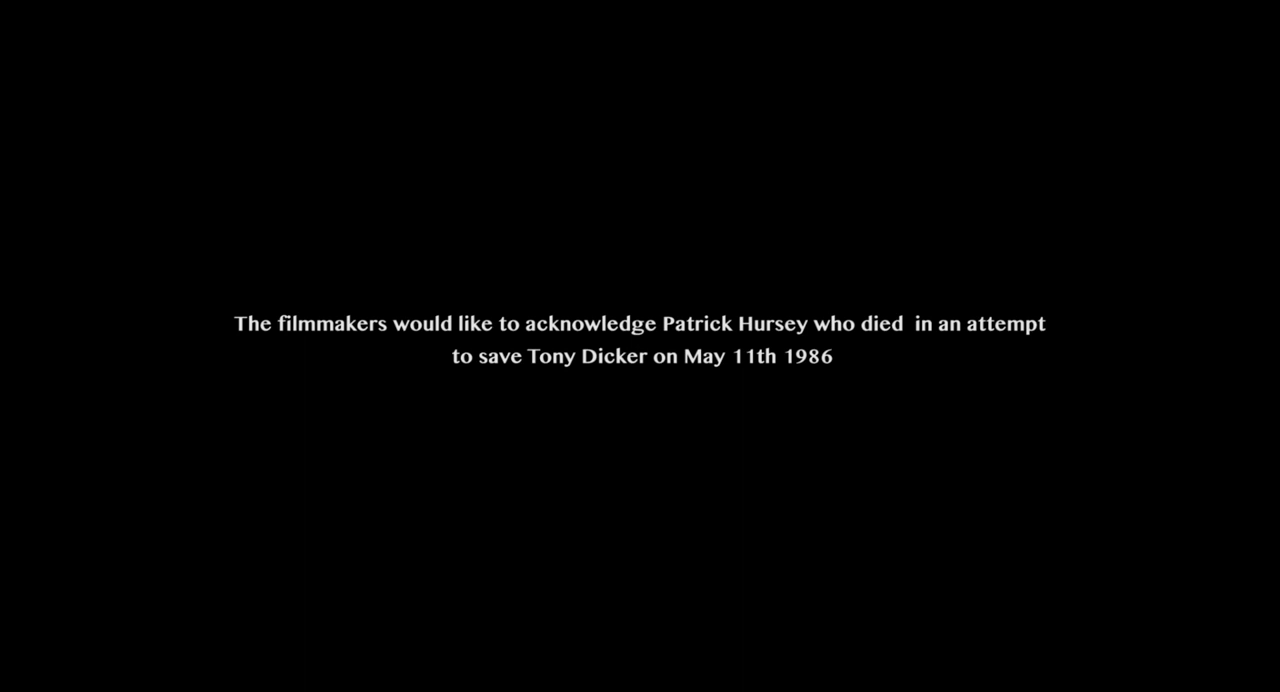 The filmmakers would like to acknowledge Patrick Hursey who died  in an attempt
to save Tony Dicker on May 11th 1986